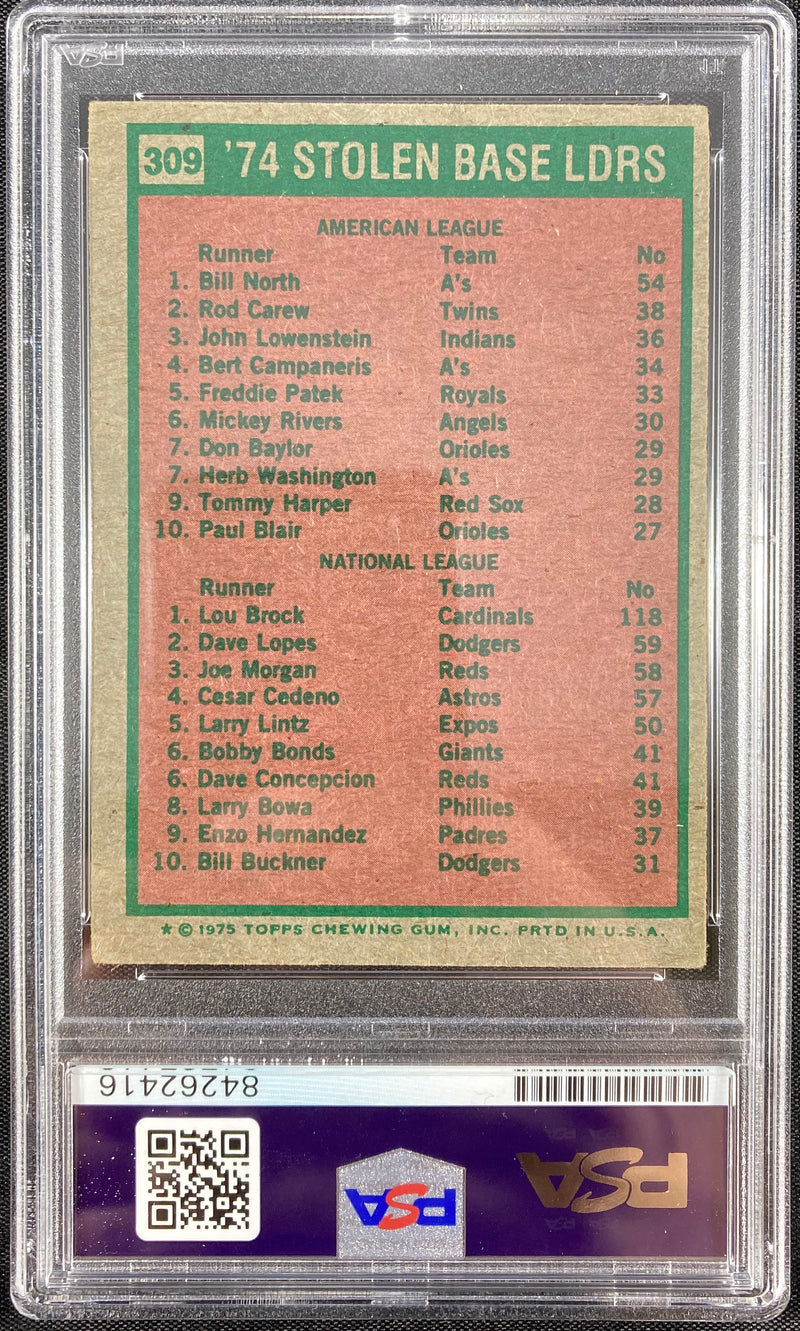 PSA
309 '74 STOLEN BASE LDRS
AMERICAN LEAGUE
Runner Team No
1. Bill North A's 54
2. Rod Carew Twins 38
3. John Lowenstein Indians 36
4. Bert Campaneris A's 34
5. Freddie Patek Royals 33
6. Mickey Rivers Angels 30
7. Don Baylor Orioles 29
7. Herb Washington A's 29
9. Tommy Harper Red Sox 28
10. Paul Blair Orioles 27
NATIONAL LEAGUE
Runner Team No
1. Lou Brock Cardinals 118
2. Dave Lopes Dodgers 59
3. Joe Morgan Reds 58
4. Cesar Cedeno Astros 57
5. Larry Lintz Expos 50
6. Bobby Bonds Giants 41
6. Dave Concepcion Reds 41
8. Larry Bowa Phillies 39
9. Enzo Hernandez Padres 37
10. Bill Buckner Dodgers 31
★ © 1975 TOPPS CHEWING GUM, INC. PRTD IN U.S.A.
84262416
PSA
PSA